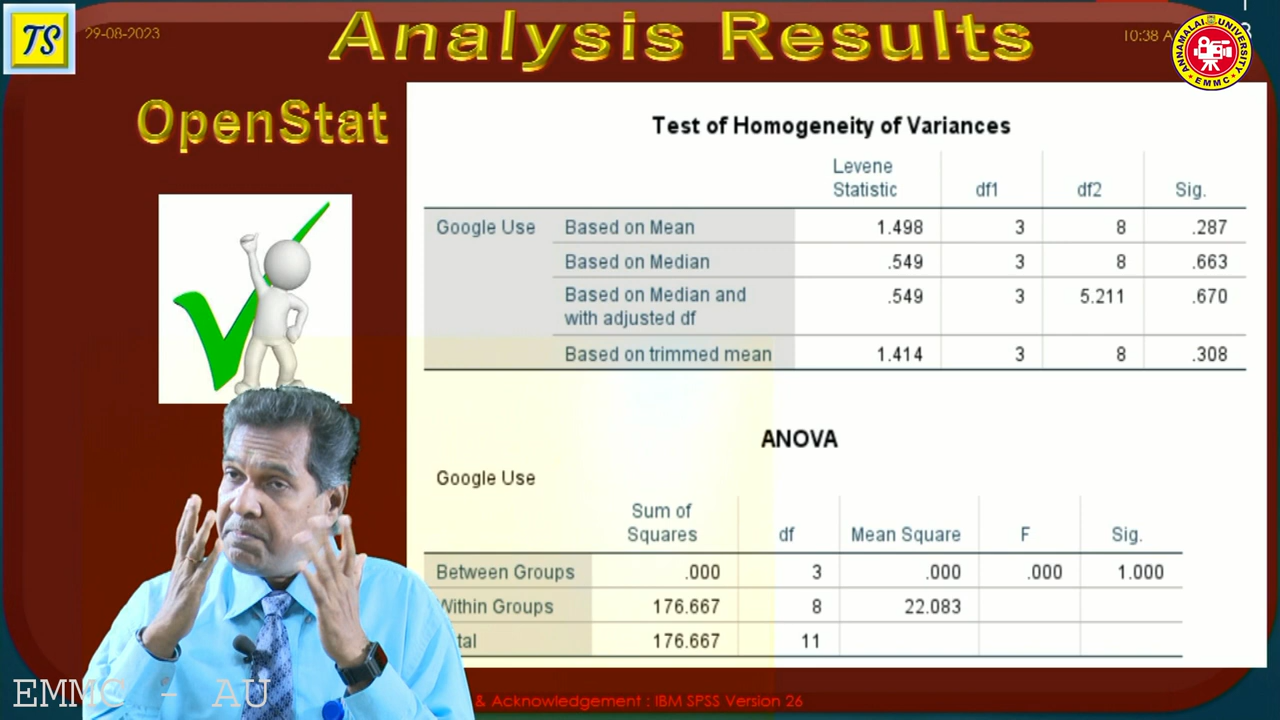 TS
29-08-2023
Analysis Results
10:38 A
ANNAMALAI UNIVERSITY
EMMC
OpenStat
Test of Homogeneity of Variances
Levene Statistic df1 df2 Sig.
Google Use Based on Mean 1.498 3 8 .287
Based on Median .549 3 8 .663
Based on Median and with adjusted df .549 3 5.211 .670
Based on trimmed mean 1.414 3 8 .308
ANOVA
Google Use
Sum of Squares df Mean Square F Sig.
Between Groups .000 3 .000 .000 1.000
Within Groups 176.667 8 22.083
tal 176.667 11
EMMC - AU
& Acknowledgement : IBM SPSS Version 26